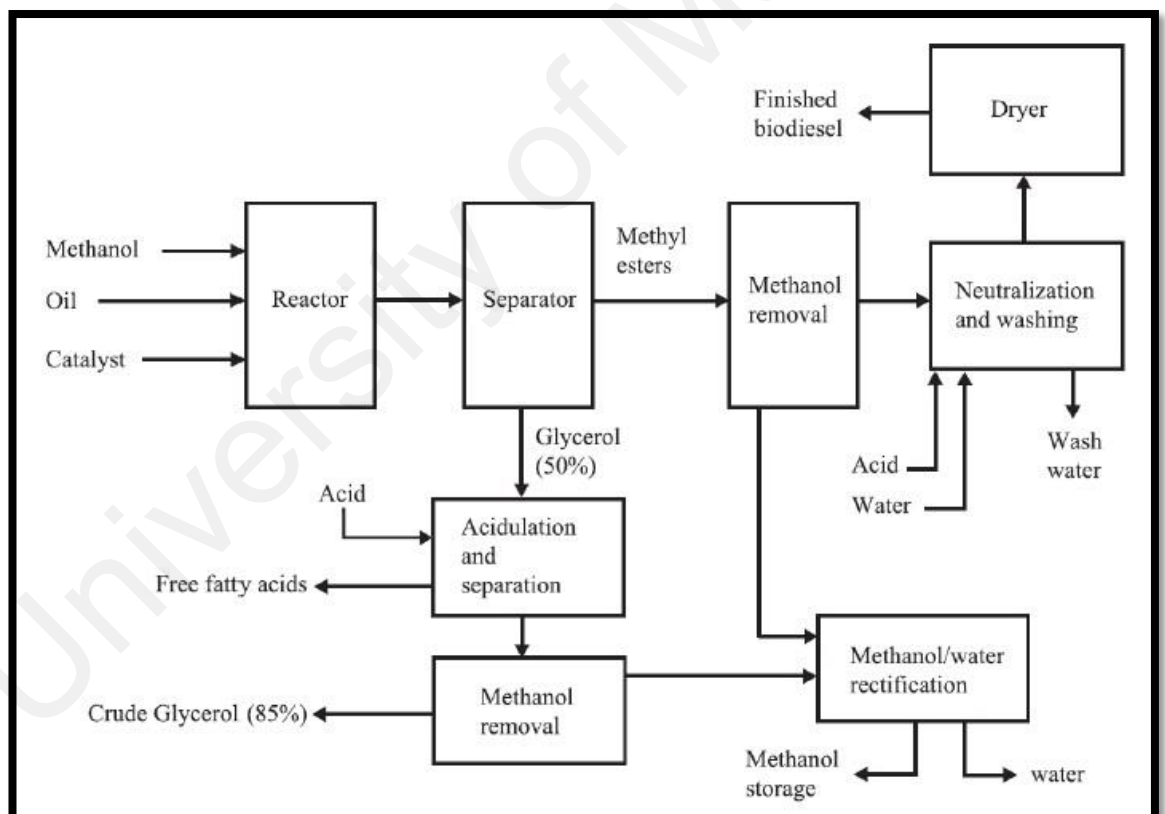 Finished
biodiesel
Dryer
Methanol
Oil
Catalyst
Reactor
Separator
Methyl
esters
Methanol
removal
Neutralization
and washing
Acid
Water
Wash
water
Glycerol
(50%)
Acid
Acidulation
and
separation
Free fatty acids
Methanol
removal
Crude Glycerol (85%)
Methanol/water
rectification
Methanol
storage
water
University of